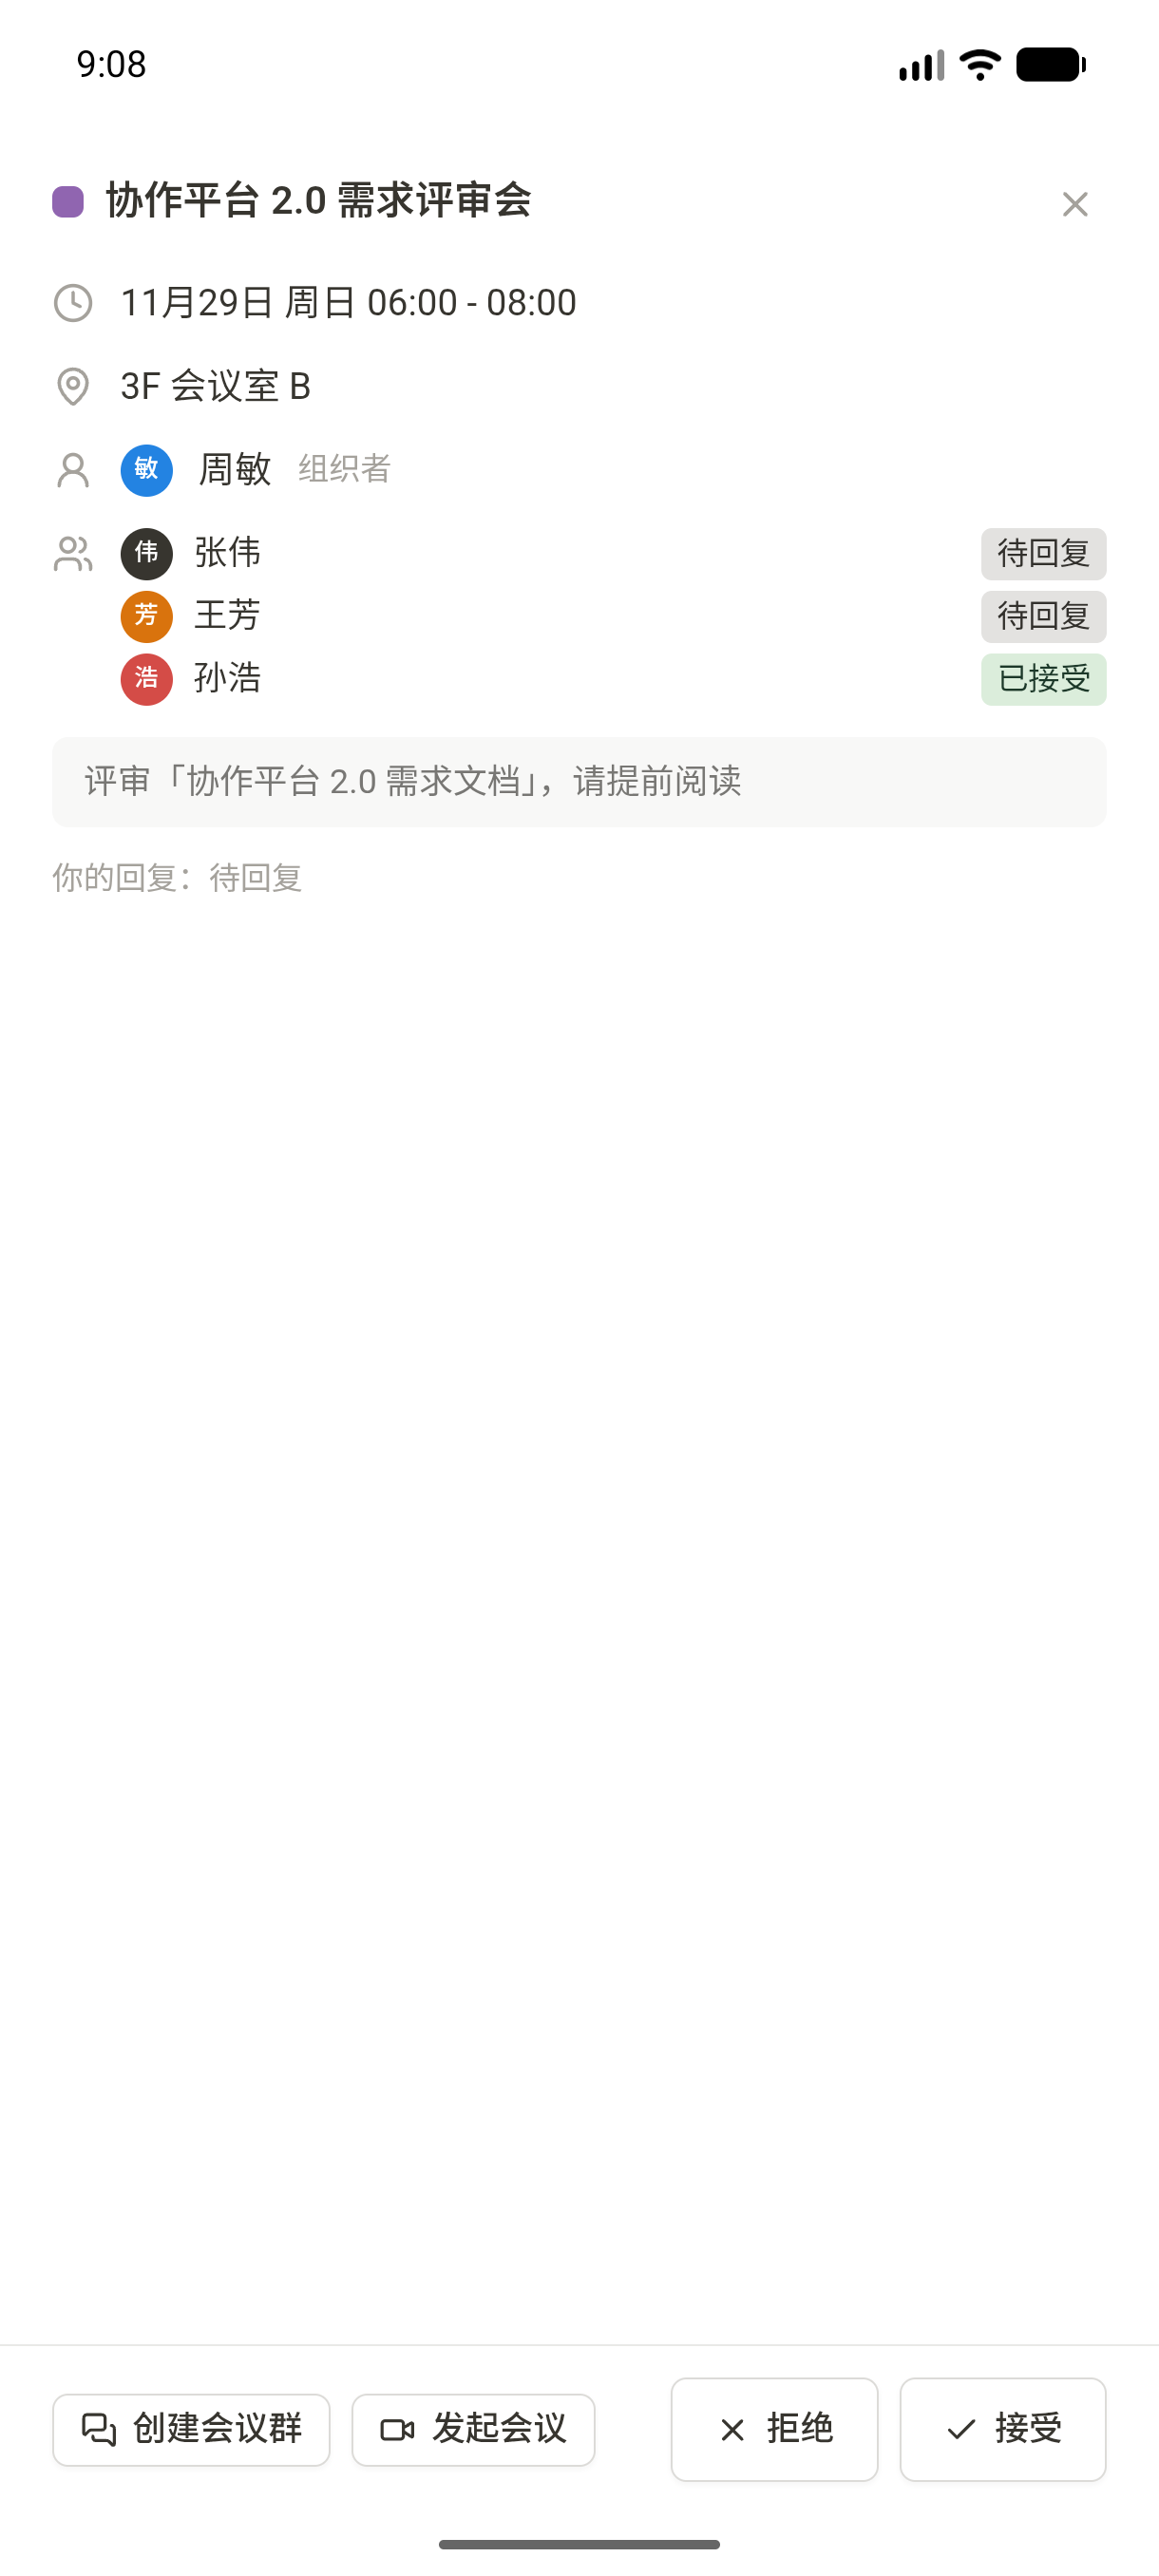 9:08
协作平台 2.0 需求评审会
11月29日 周日 06:00 - 08:00
3F 会议室 B
敏 周敏 组织者
伟 张伟 待回复
芳 王芳 待回复
浩 孙浩 已接受
评审「协作平台 2.0 需求文档」，请提前阅读
你的回复：待回复
创建会议群 发起会议 拒绝 接受